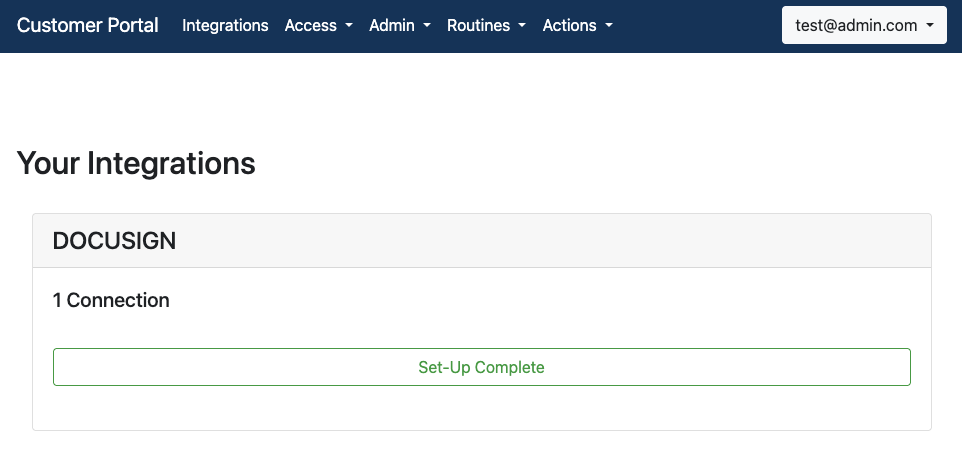 Customer Portal Integrations Access Admin Routines Actions test@admin.com
Your Integrations
DOCUSIGN
1 Connection
Set-Up Complete